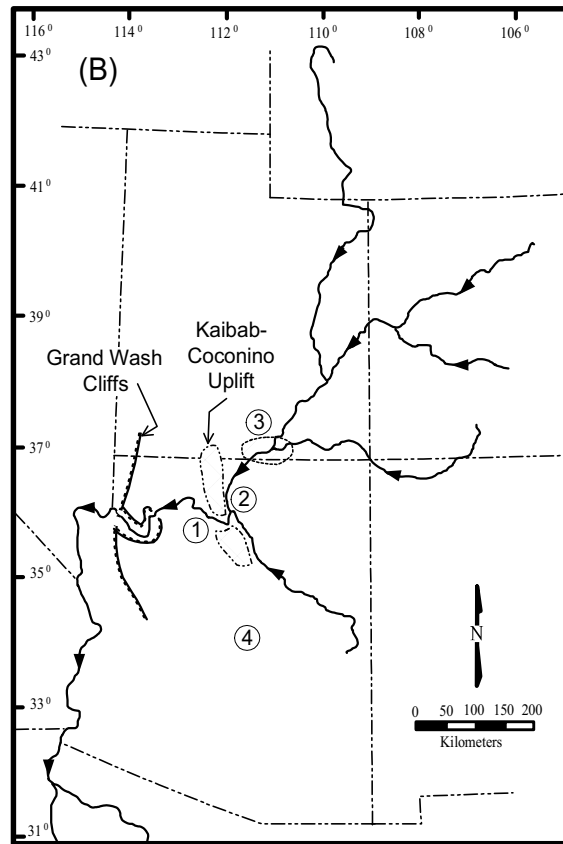 116⁰ 114⁰ 112⁰ 110⁰ 108⁰ 106⁰
43⁰
(B)
41⁰
39⁰
Kaibab-
Coconino
Uplift
Grand Wash
Cliffs
3
37⁰
2
1
35⁰
4
N
33⁰
0 50 100 150 200
Kilometers
31⁰